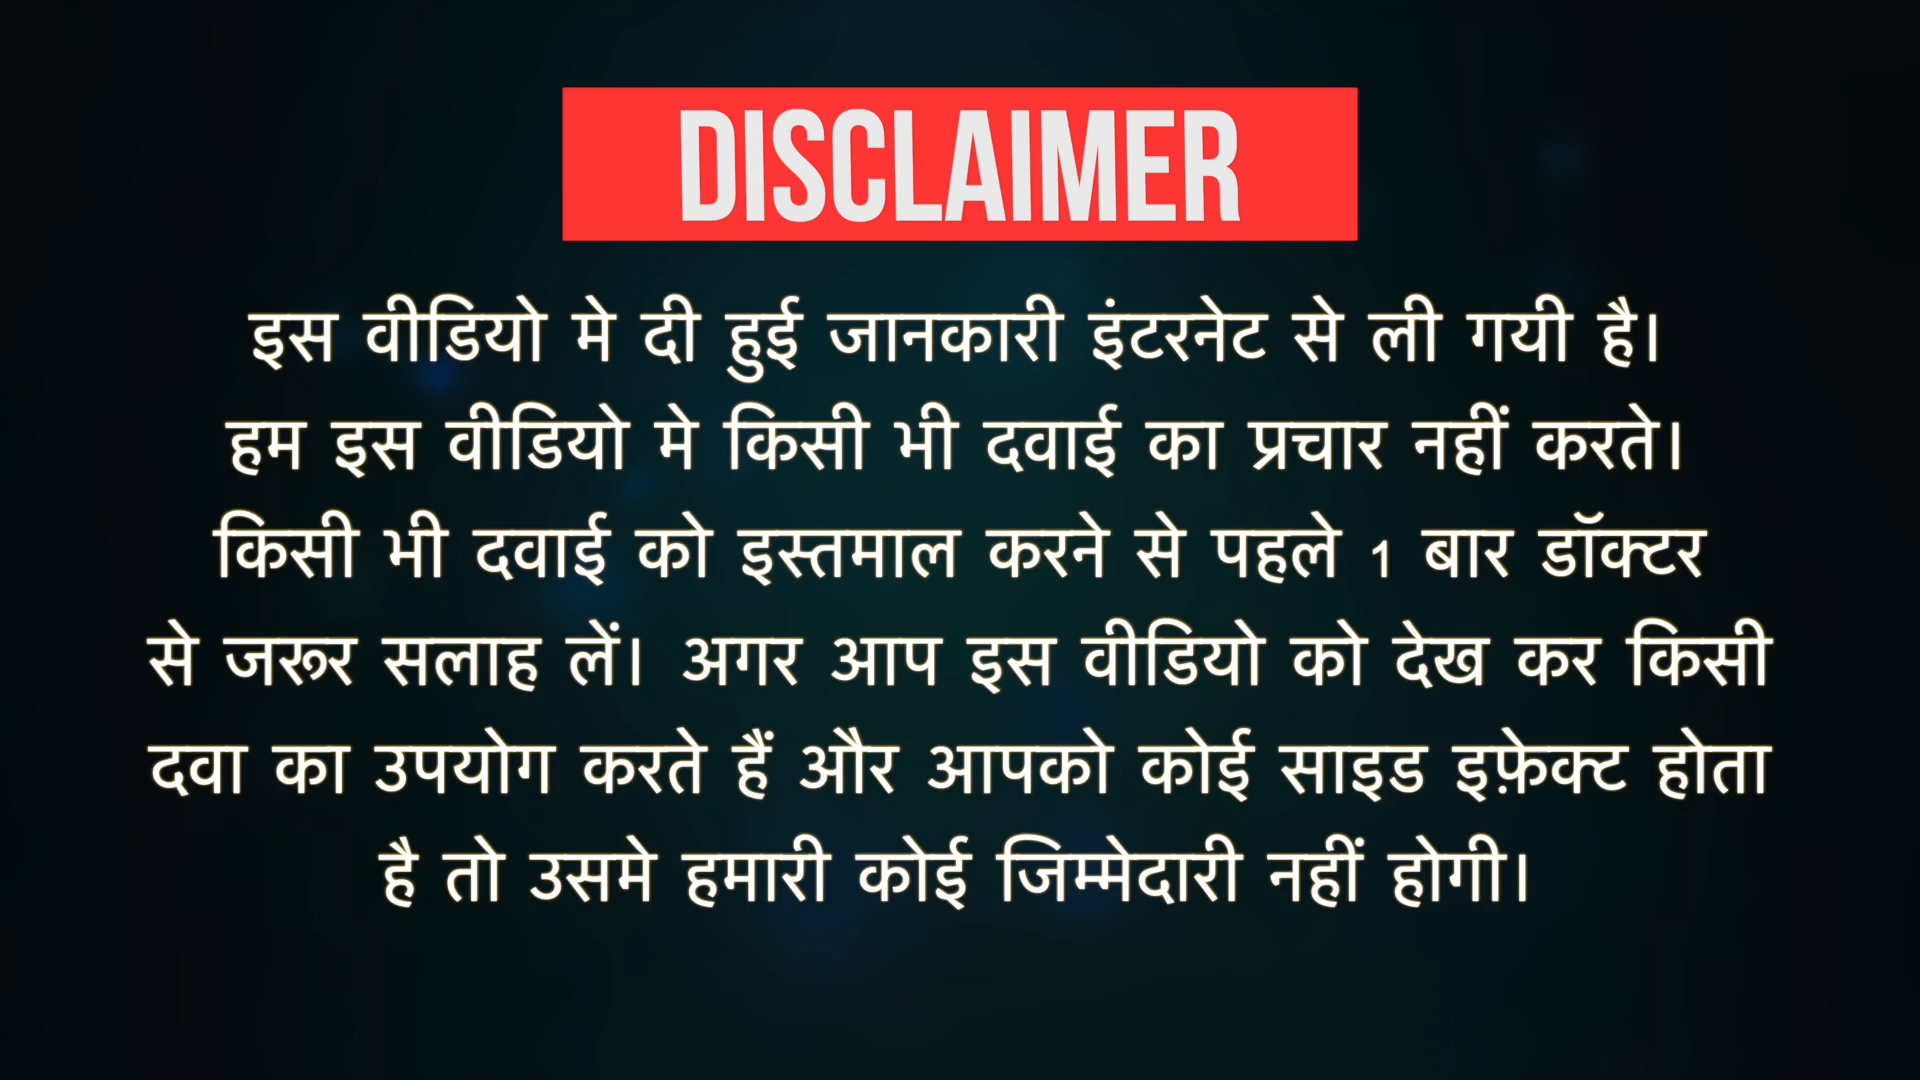 DISCLAIMER
इस वीडियो मे दी हुई जानकारी इंटरनेट से ली गयी है।
हम इस वीडियो मे किसी भी दवाई का प्रचार नहीं करते।
किसी भी दवाई को इस्तमाल करने से पहले 1 बार डॉक्टर
से जरूर सलाह लें। अगर आप इस वीडियो को देख कर किसी
दवा का उपयोग करते हैं और आपको कोई साइड इफ़ेक्ट होता
है तो उसमे हमारी कोई जिम्मेदारी नहीं होगी।